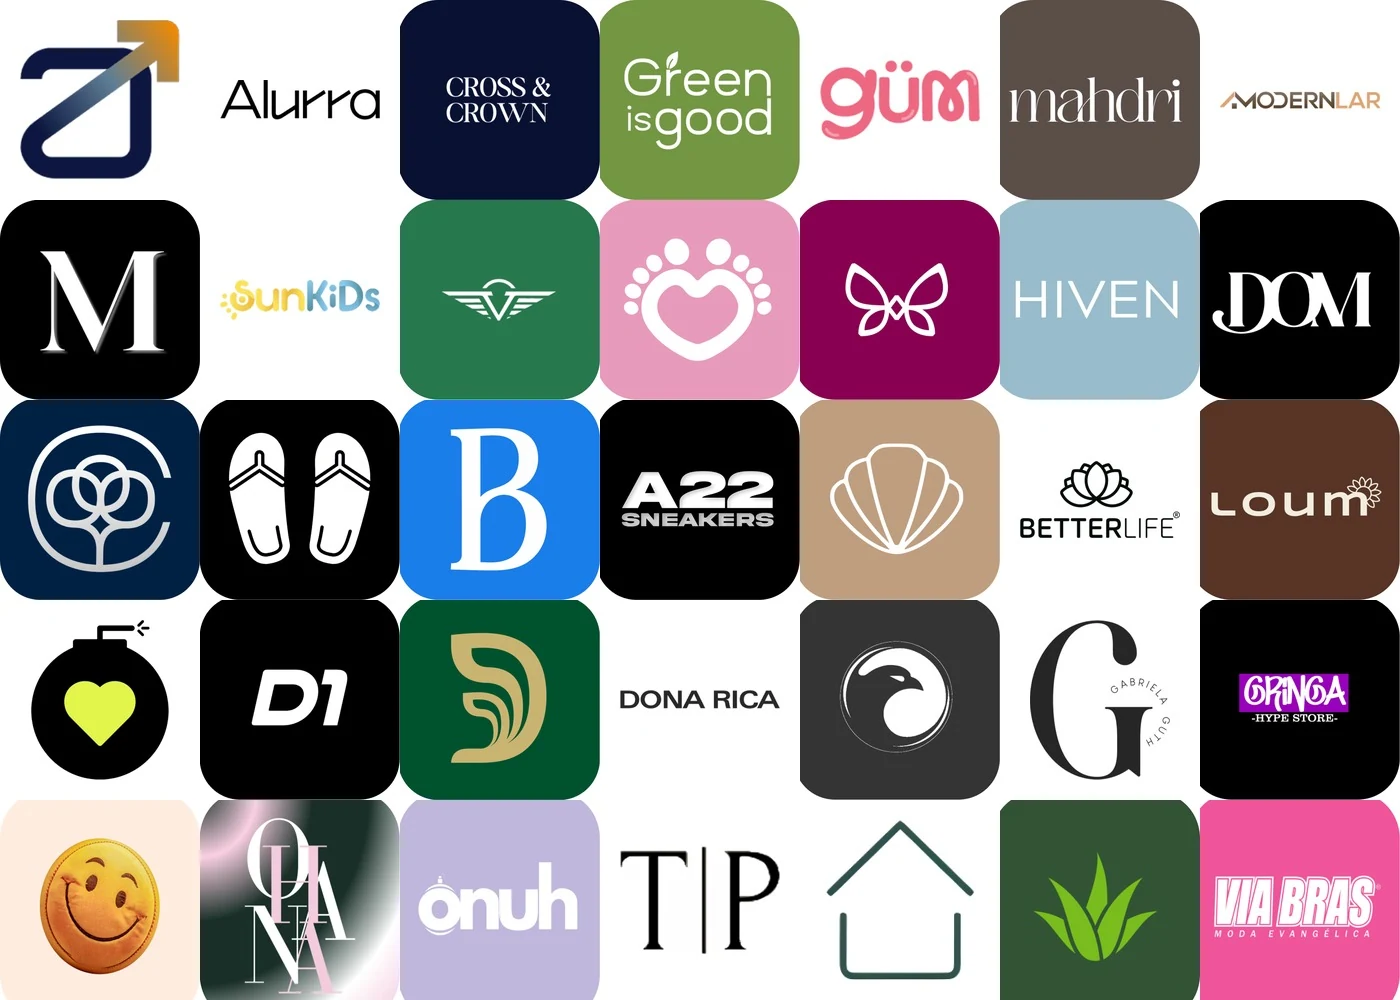 Alurra
CROSS &
CROWN
Green
is good
güm
mahdri
MODERNLAR
M
SunKiDs
V
HIVEN
DOM
B
A22
SNEAKERS
BETTERLIFE®
Loum
D1
D
DONA RICA
G
GABRIELA GUTH
GRINGA
-HYPE STORE-
OHANA
onuh
T|P
VIA BRAS®
MODA EVANGÉLICA